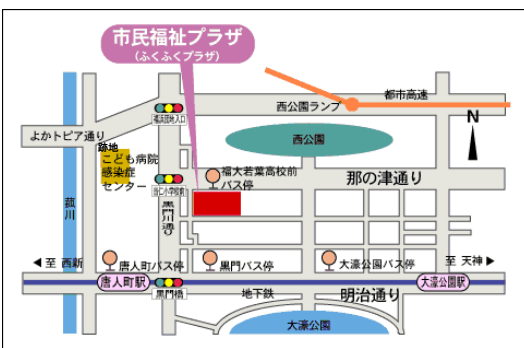 市民福祉プラザ
(ふくふくプラザ)
都市高速
西公園ランプ
N
福浜団地入口
よかトピア通り
西公園
跡地
こども病院
感染症
センター
福大若葉高校前
バス停
那の津通り
当仁小学校前
菰川
黒門川通り
◀ 至 西新
唐人町バス停
黒門バス停
大濠公園バス停
至 天神 ▶
唐人町駅
黒門橋
地下鉄
明治通り
大濠公園駅
大濠公園